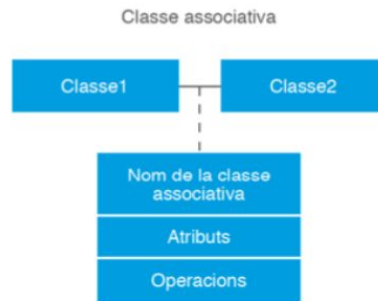 Classe associativa
Classe1
Classe2
Nom de la classe
associativa
Atributs
Operacions